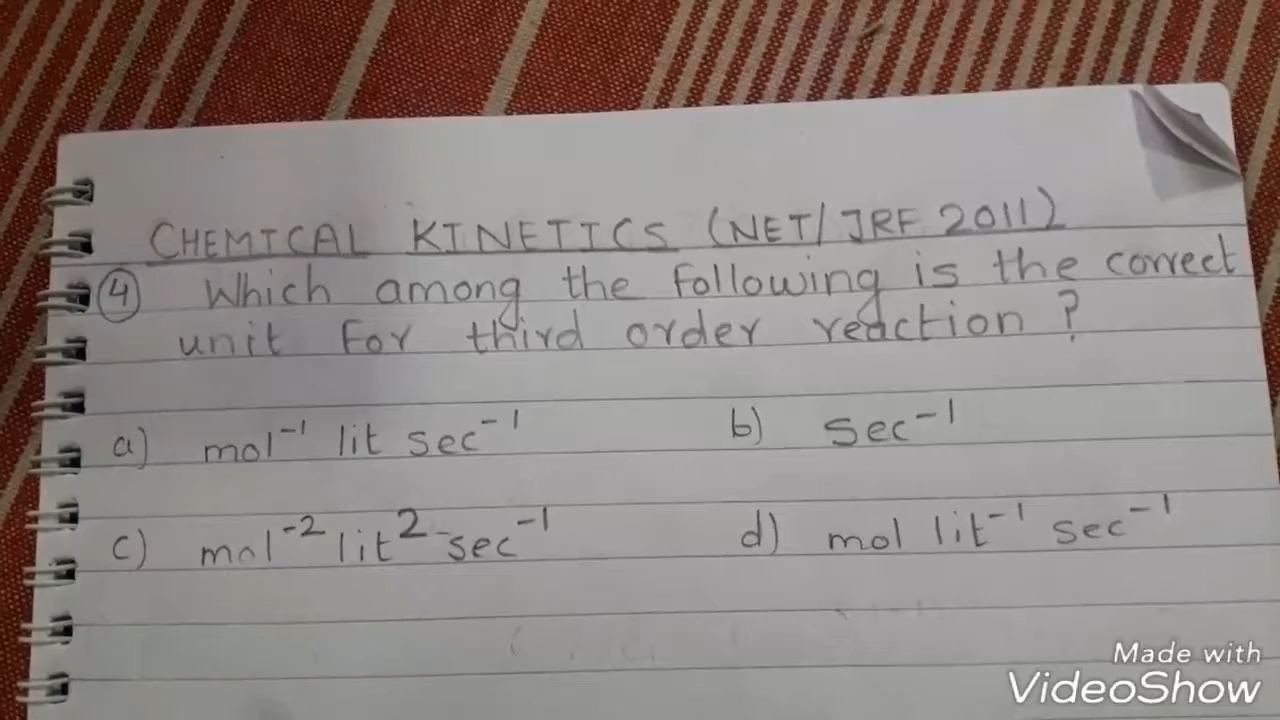 CHEMICAL KINETICS (NET/JRF 2011)
④ Which among the following is the correct
unit for third order reaction ?
a) mol⁻¹ lit sec⁻¹ b) sec⁻¹
c) mol⁻² lit² sec⁻¹ d) mol lit⁻¹ sec⁻¹
Made with
VideoShow